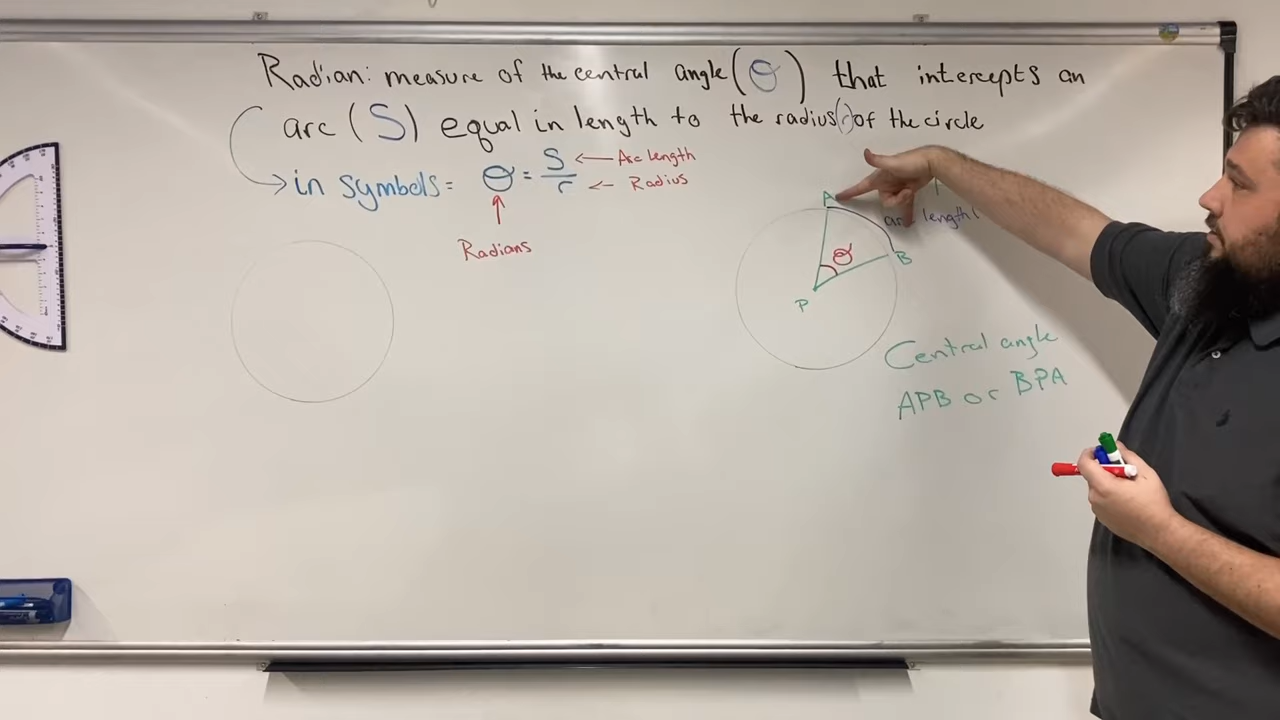 Radian: measure of the central angle (θ) that intercepts an
arc (S) equal in length to the radius (r) of the circle
in symbols = θ = S/r
← Arc length
← Radius
Radians
A
length
θ
B
P
Central angle
APB or BPA